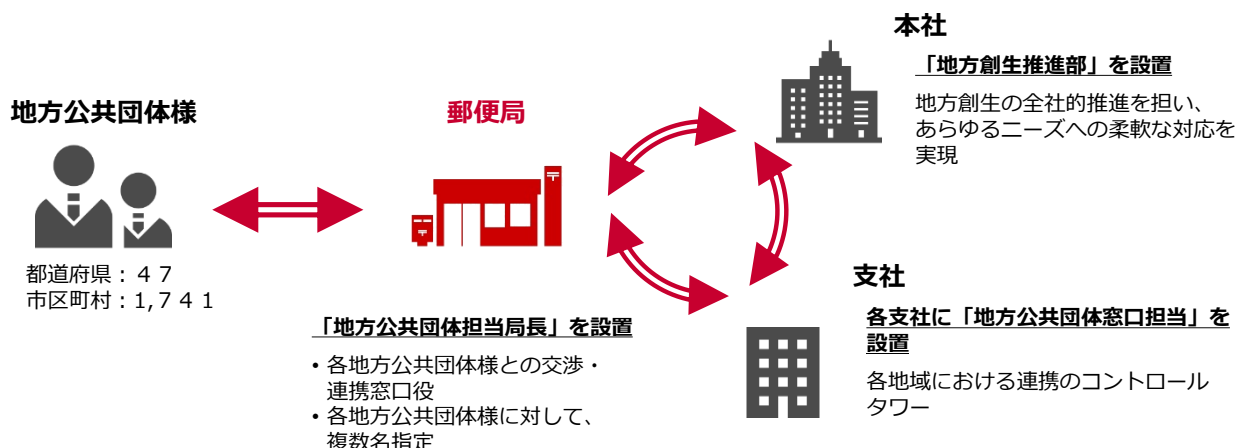 地方公共団体様
都道府県：４７
市区町村：1,７４１
郵便局
「地方公共団体担当局長」を設置
・各地方公共団体様との交渉・
連携窓口役
・各地方公共団体様に対して、
複数名指定
本社
「地方創生推進部」を設置
地方創生の全社的推進を担い、
あらゆるニーズへの柔軟な対応を
実現
支社
各支社に「地方公共団体窓口担当」を
設置
各地域における連携のコントロール
タワー